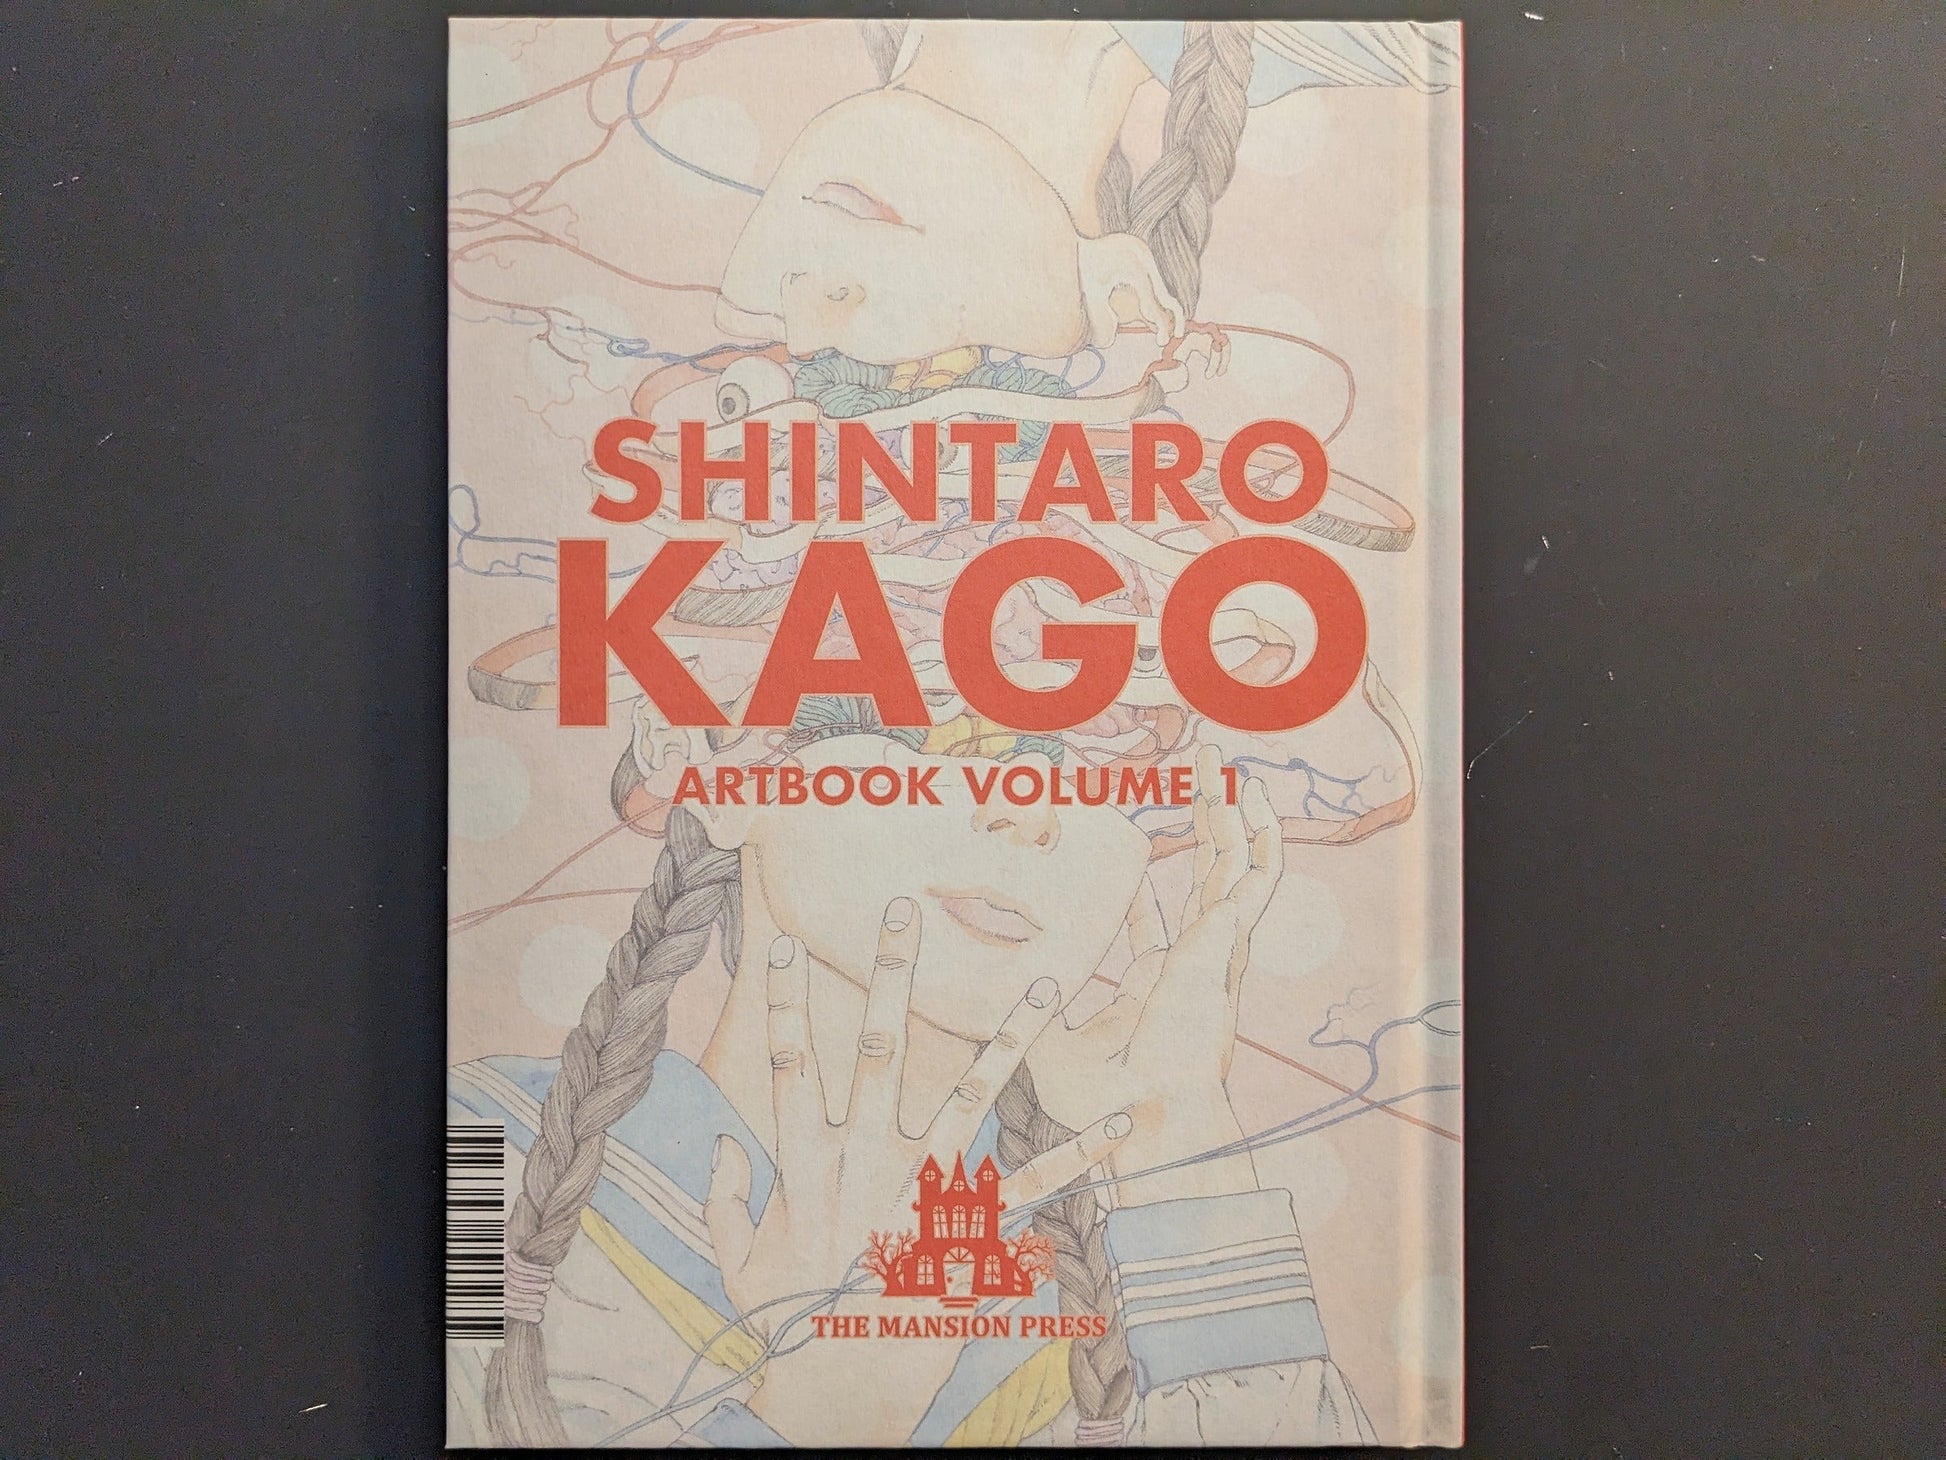 SHINTARO
KAGO
ARTBOOK VOLUME 1
THE MANSION PRESS